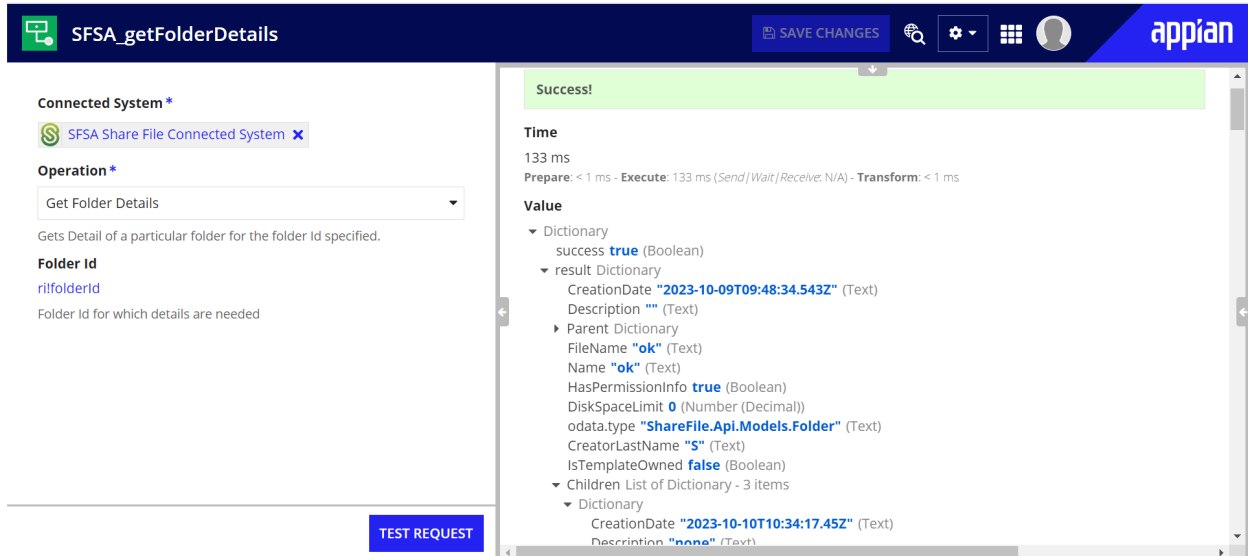 SFSA_getFolderDetails
SAVE CHANGES
appian
Connected System *
SFSA Share File Connected System
Operation *
Get Folder Details
Gets Detail of a particular folder for the folder Id specified.
Folder Id
ri!folderId
Folder Id for which details are needed
TEST REQUEST
Success!
Time
133 ms
Prepare: < 1 ms - Execute: 133 ms (Send|Wait|Receive: N/A) - Transform: < 1 ms
Value
Dictionary
success true (Boolean)
result Dictionary
CreationDate "2023-10-09T09:48:34.543Z" (Text)
Description "" (Text)
Parent Dictionary
FileName "ok" (Text)
Name "ok" (Text)
HasPermissionInfo true (Boolean)
DiskSpaceLimit 0 (Number (Decimal))
odata.type "ShareFile.Api.Models.Folder" (Text)
CreatorLastName "S" (Text)
IsTemplateOwned false (Boolean)
Children List of Dictionary - 3 items
Dictionary
CreationDate "2023-10-10T10:34:17.45Z" (Text)
Description "none" (Text)